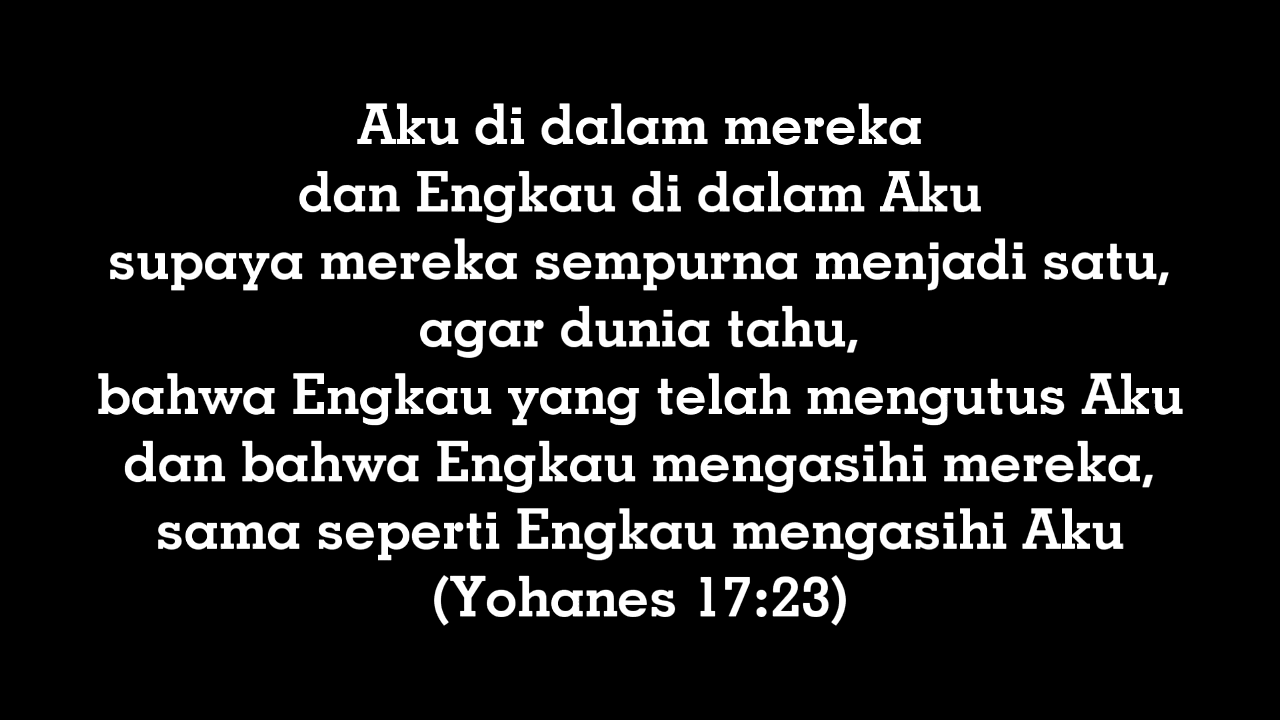 Aku di dalam mereka
dan Engkau di dalam Aku
supaya mereka sempurna menjadi satu,
agar dunia tahu,
bahwa Engkau yang telah mengutus Aku
dan bahwa Engkau mengasihi mereka,
sama seperti Engkau mengasihi Aku
(Yohanes 17:23)